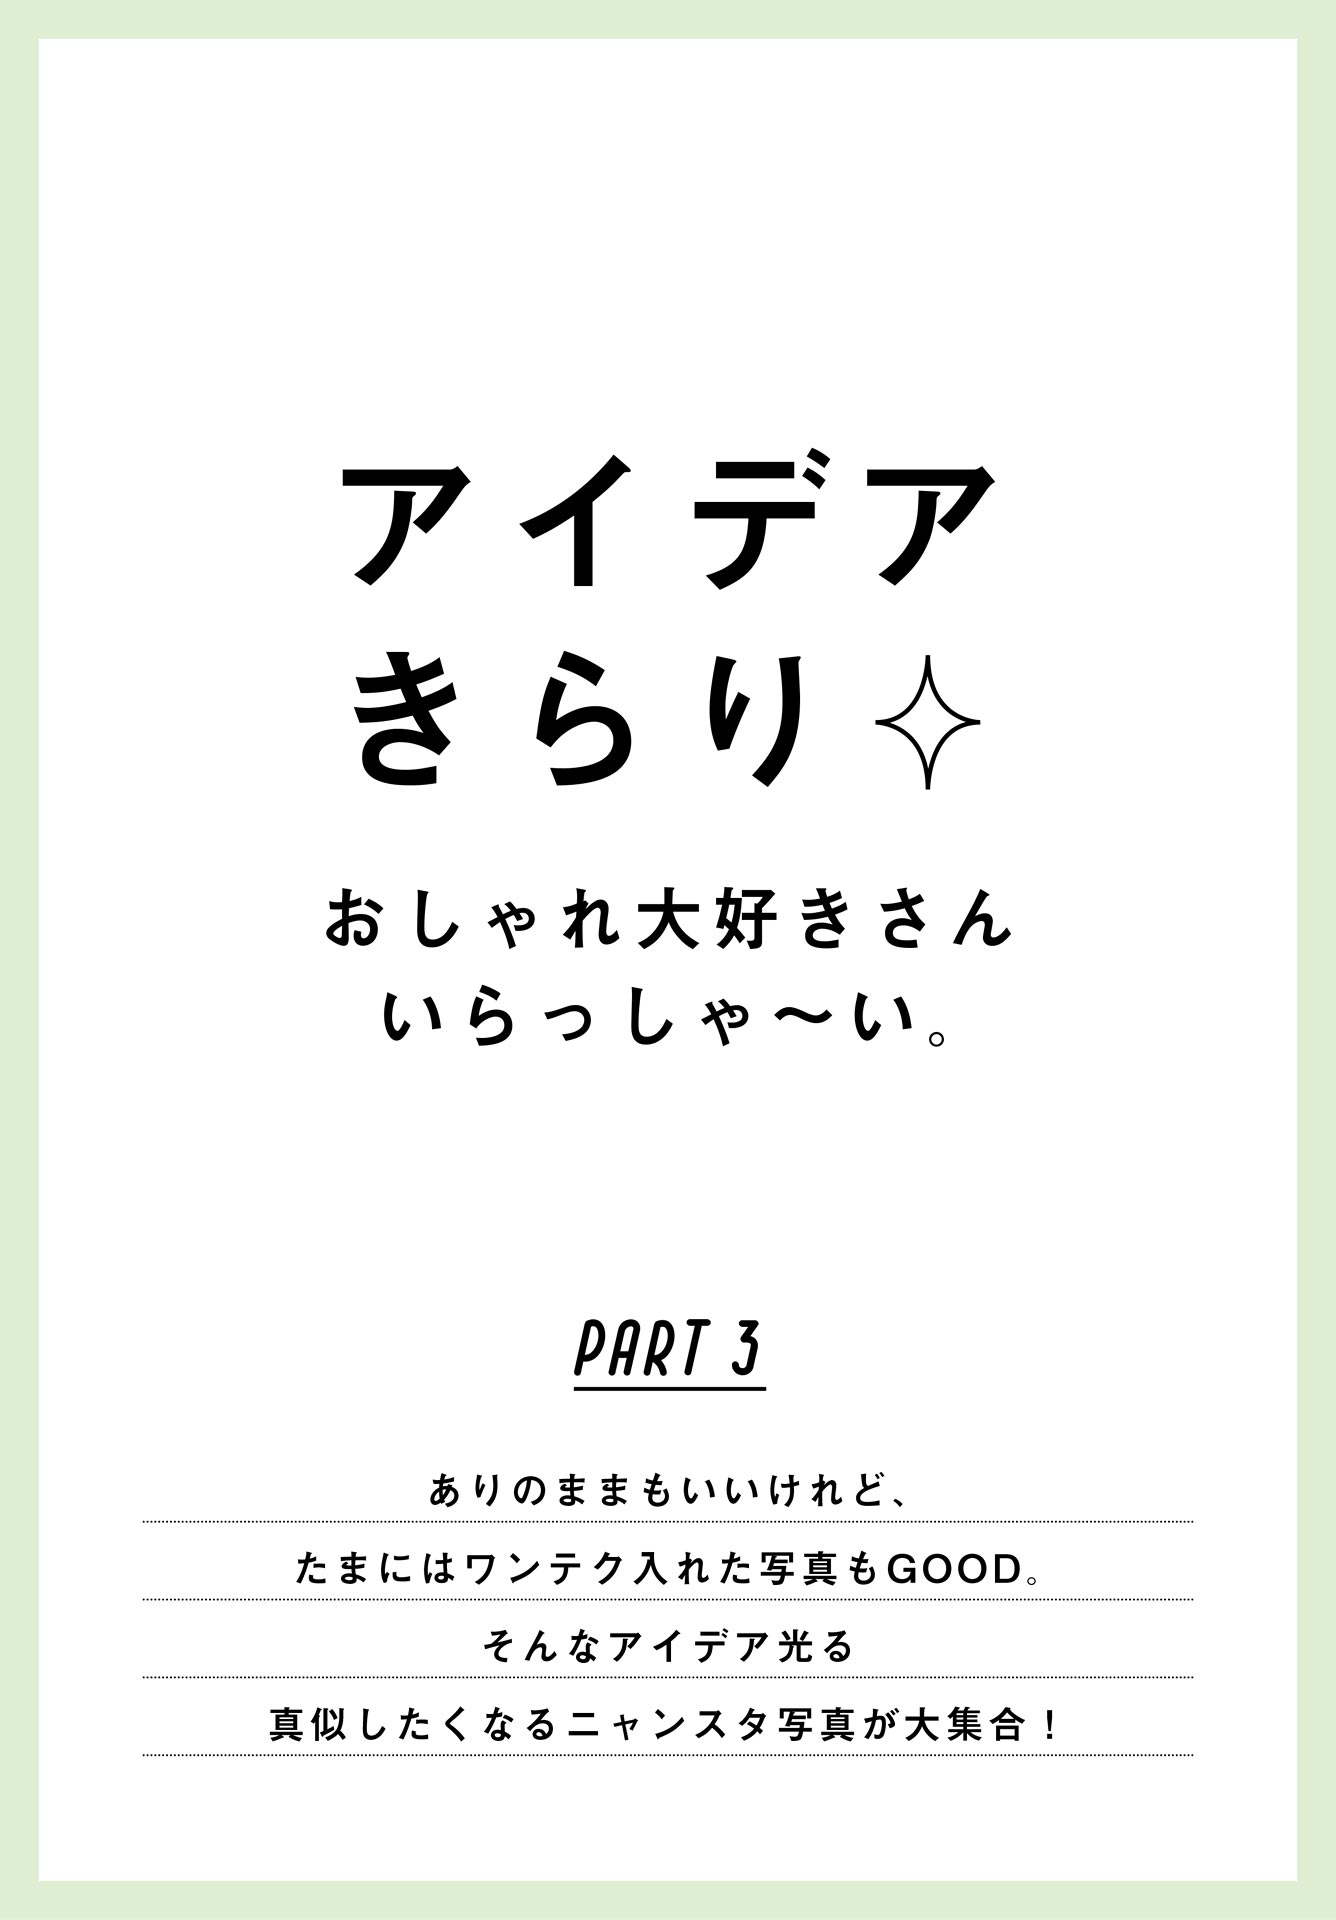 アイデア
きらり✧
おしゃれ大好きさん
いらっしゃ〜い。
PART 3
ありのままもいいけれど、
たまにはワンテク入れた写真もGOOD。
そんなアイデア光る
真似したくなるニャンスタ写真が大集合！